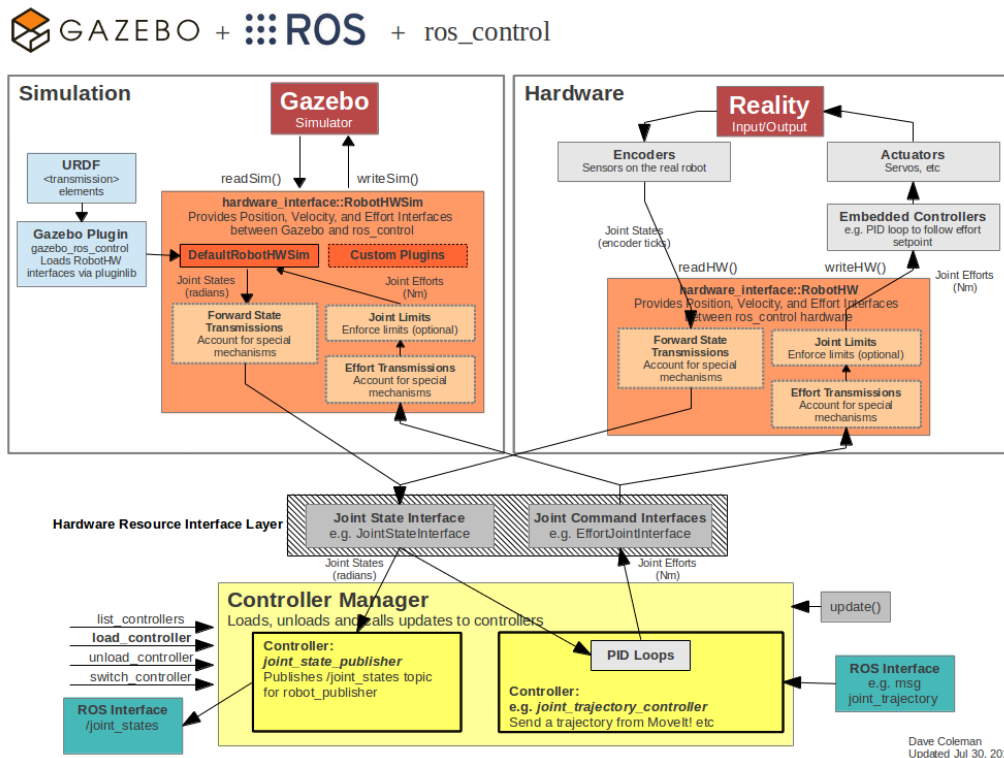 GAZEBO + ROS + ros_control
Simulation
Gazebo
Simulator
URDF
<transmission>
elements
readSim()
writeSim()
Gazebo Plugin
gazebo_ros_control
Loads RobotHW
interfaces via pluginlib
hardware_interface::RobotHWSim
Provides Position, Velocity, and Effort Interfaces
between Gazebo and ros_control
DefaultRobotHWSim
Custom Plugins
Joint States
(radians)
Joint Efforts
(Nm)
Forward State
Transmissions
Account for special
mechanisms
Joint Limits
Enforce limits (optional)
Effort Transmissions
Account for special
mechanisms
Hardware
Reality
Input/Output
Encoders
Sensors on the real robot
Actuators
Servos, etc
Embedded Controllers
e.g. PID loop to follow effort
setpoint
Joint States
(encoder ticks)
readHW()
writeHW()
Joint Efforts
(Nm)
hardware_interface::RobotHW
Provides Position, Velocity, and Effort Interfaces
between ros_control hardware
Forward State
Transmissions
Account for special
mechanisms
Joint Limits
Enforce limits (optional)
Effort Transmissions
Account for special
mechanisms
Hardware Resource Interface Layer
Joint State Interface
e.g. JointStateInterface
Joint Command Interfaces
e.g. EffortJointInterface
Joint States
(radians)
Joint Efforts
(Nm)
Controller Manager
Loads, unloads and calls updates to controllers
update()
list_controllers
load_controller
unload_controller
switch_controller
Controller:
joint_state_publisher
Publishes /joint_states topic
for robot_publisher
PID Loops
Controller:
e.g. joint_trajectory_controller
Send a trajectory from MoveIt! etc
ROS Interface
/joint_states
ROS Interface
e.g. msg
joint_trajectory
Dave Coleman
Updated Jul 30,